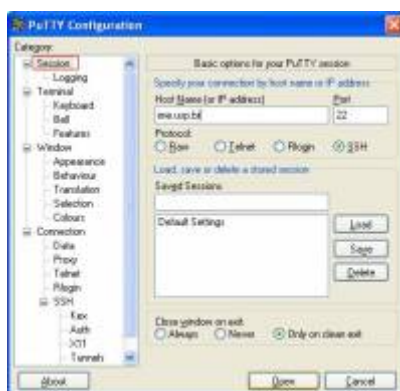 PuTTY Configuration
Category:
Session
Logging
Terminal
Keyboard
Bell
Features
Window
Appearance
Behaviour
Translation
Selection
Colours
Connection
Data
Proxy
Telnet
Rlogin
SSH
Kex
Auth
X11
Tunnels
Basic options for your PuTTY session
Specify your connection by host name or IP address
Host Name (or IP address)
Port
ime.usp.br
22
Protocol:
Raw Telnet Rlogin SSH
Load, save or delete a stored session
Saved Sessions
Default Settings
Load
Save
Delete
Close window on exit:
Always Never Only on clean exit
About Open Cancel